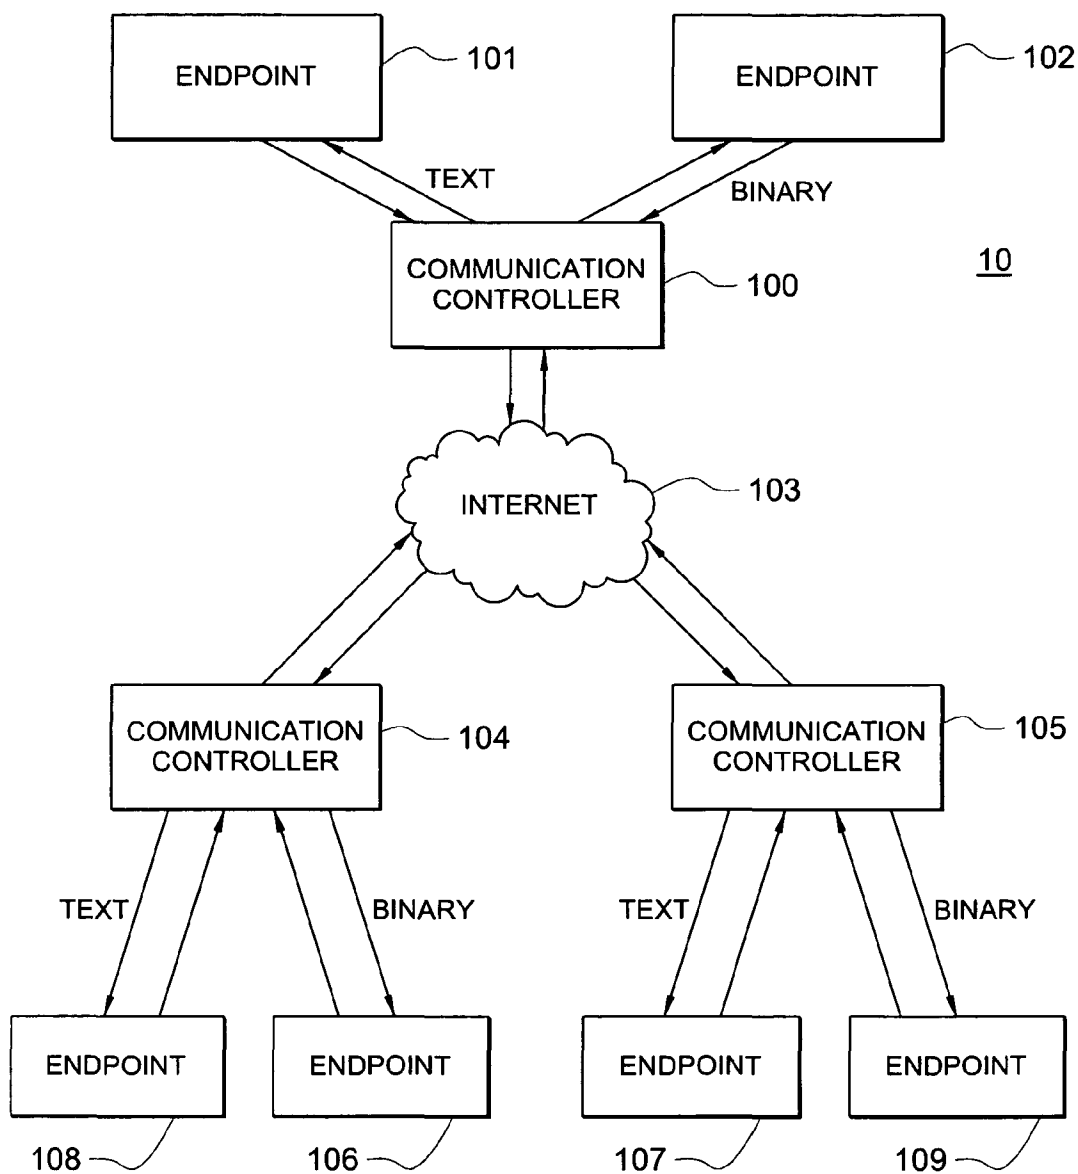 ENDPOINT
101
ENDPOINT
102
TEXT
BINARY
COMMUNICATION
CONTROLLER
100
10
INTERNET
103
COMMUNICATION
CONTROLLER
104
COMMUNICATION
CONTROLLER
105
TEXT
BINARY
TEXT
BINARY
ENDPOINT
ENDPOINT
ENDPOINT
ENDPOINT
108
106
107
109